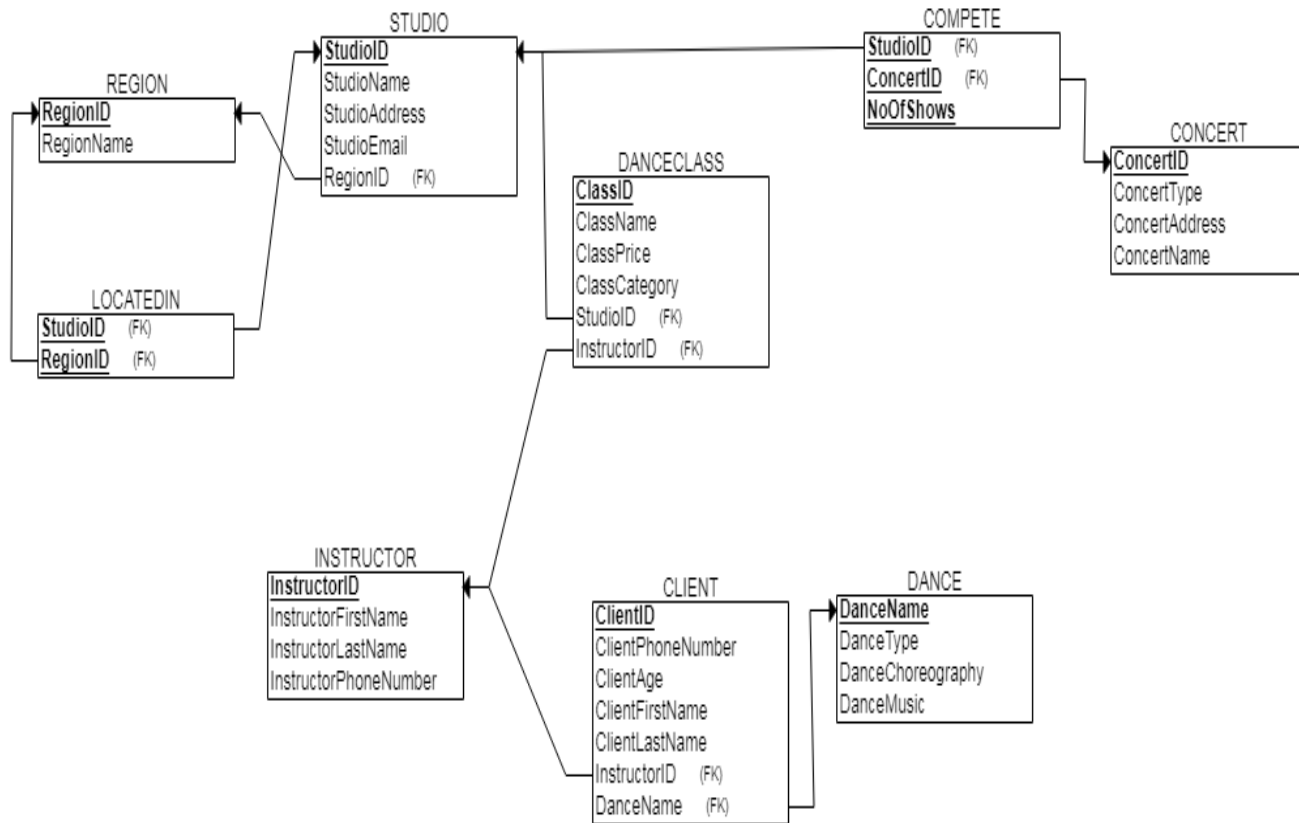 STUDIO
StudioID
StudioName
StudioAddress
StudioEmail
RegionID (FK)
COMPETE
StudioID (FK)
ConcertID (FK)
NoOfShows
REGION
RegionID
RegionName
CONCERT
ConcertID
ConcertType
ConcertAddress
ConcertName
DANCECLASS
ClassID
ClassName
ClassPrice
ClassCategory
StudioID (FK)
InstructorID (FK)
LOCATEDIN
StudioID (FK)
RegionID (FK)
INSTRUCTOR
InstructorID
InstructorFirstName
InstructorLastName
InstructorPhoneNumber
CLIENT
ClientID
ClientPhoneNumber
ClientAge
ClientFirstName
ClientLastName
InstructorID (FK)
DanceName (FK)
DANCE
DanceName
DanceType
DanceChoreography
DanceMusic